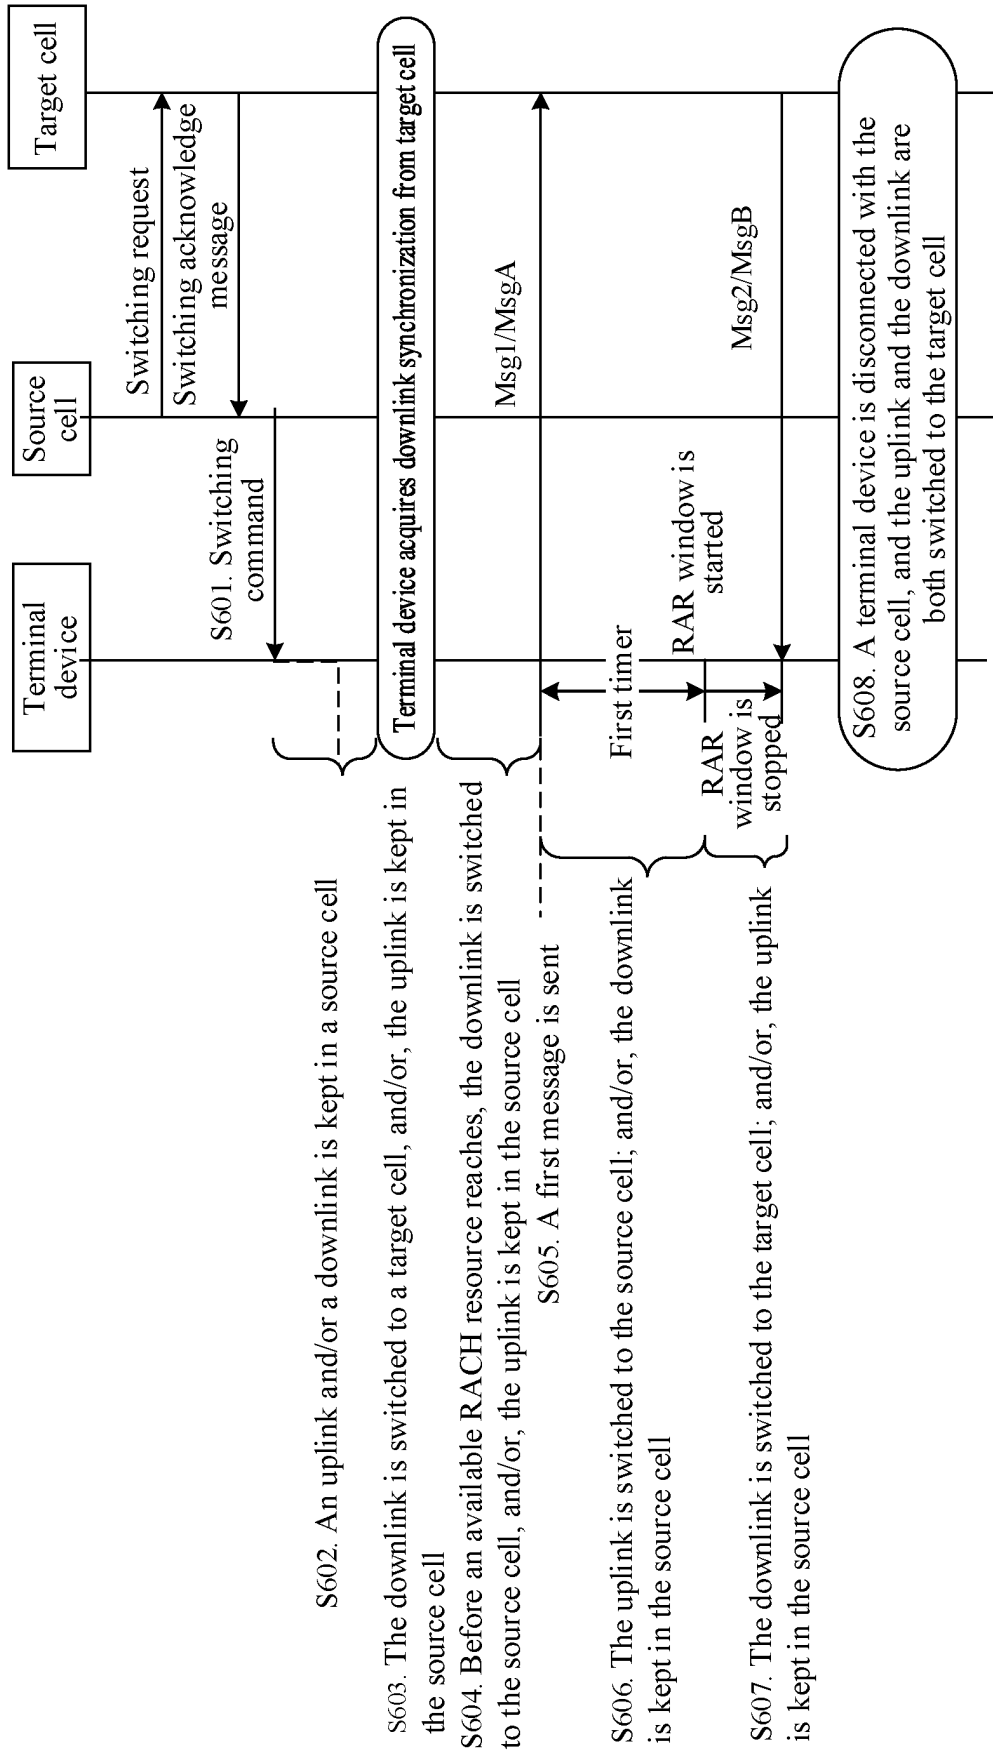 Terminal
device
Source
cell
Target cell
Switching request
Switching acknowledge
message
S601. Switching
command
S602. An uplink and/or a downlink is kept in a source cell
Terminal device acquires downlink synchronization from target cell
S603. The downlink is switched to a target cell, and/or, the uplink is kept in
the source cell
S604. Before an available RACH resource reaches, the downlink is switched
to the source cell, and/or, the uplink is kept in the source cell
Msg1/MsgA
S605. A first message is sent
First timer
S606. The uplink is switched to the source cell; and/or, the downlink
is kept in the source cell
RAR window is
started
Msg2/MsgB
RAR
window is
stopped
S607. The downlink is switched to the target cell; and/or, the uplink
is kept in the source cell
S608. A terminal device is disconnected with the
source cell, and the uplink and the downlink are
both switched to the target cell